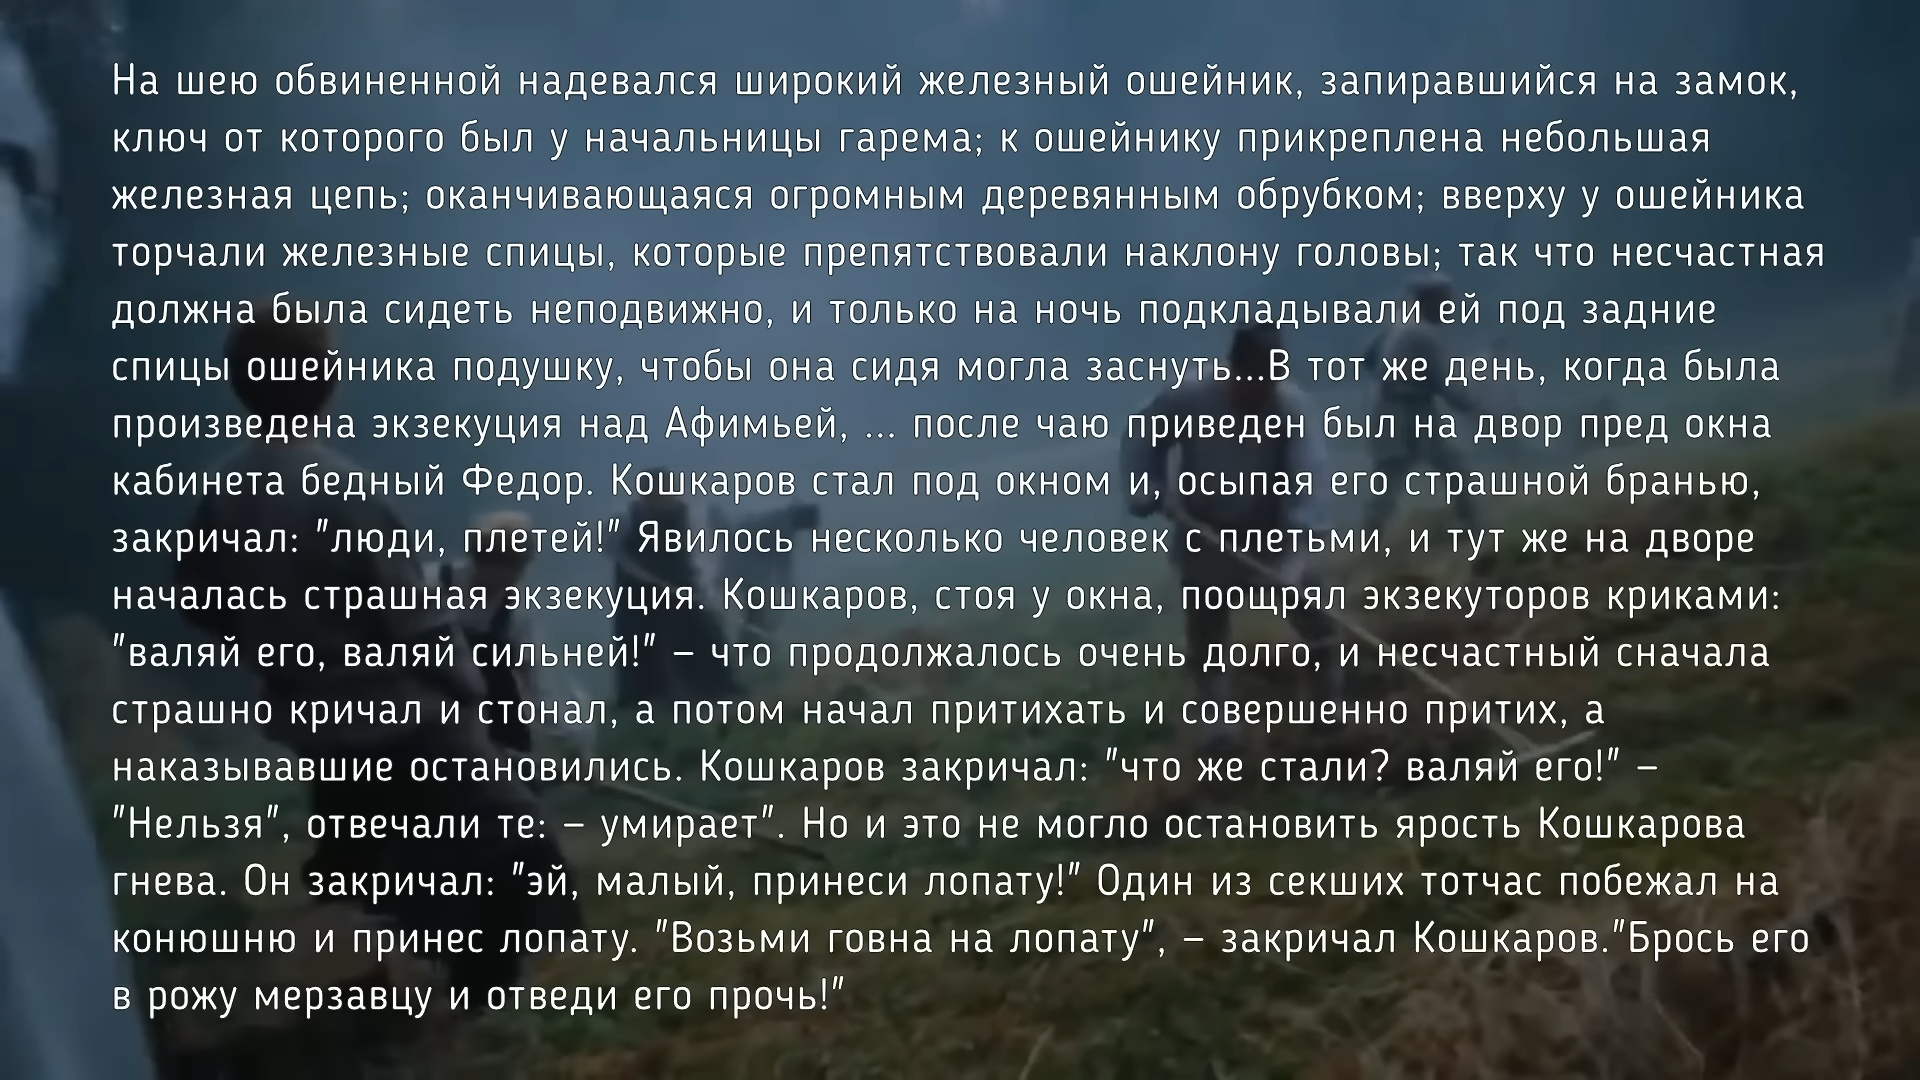 На шею обвиненной надевался широкий железный ошейник, запиравшийся на замок,
ключ от которого был у начальницы гарема; к ошейнику прикреплена небольшая
железная цепь; оканчивающаяся огромным деревянным обрубком; вверху у ошейника
торчали железные спицы, которые препятствовали наклону головы; так что несчастная
должна была сидеть неподвижно, и только на ночь подкладывали ей под задние
спицы ошейника подушку, чтобы она сидя могла заснуть...В тот же день, когда была
произведена экзекуция над Афимьей, ... после чаю приведен был на двор пред окна
кабинета бедный Федор. Кошкаров стал под окном и, осыпая его страшной бранью,
закричал: "люди, плетей!" Явилось несколько человек с плетьми, и тут же на дворе
началась страшная экзекуция. Кошкаров, стоя у окна, поощрял экзекуторов криками:
"валяй его, валяй сильней!" – что продолжалось очень долго, и несчастный сначала
страшно кричал и стонал, а потом начал притихать и совершенно притих, а
наказывавшие остановились. Кошкаров закричал: "что же стали? валяй его!" –
"Нельзя", отвечали те: – умирает". Но и это не могло остановить ярость Кошкарова
гнева. Он закричал: "эй, малый, принеси лопату!" Один из секших тотчас побежал на
конюшню и принес лопату. "Возьми говна на лопату", – закричал Кошкаров."Брось его
в рожу мерзавцу и отведи его прочь!"